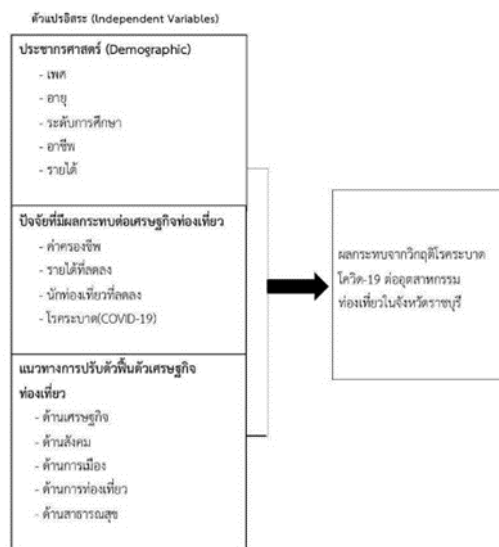 ตัวแปรอิสระ (Independent Variables)
ประชากรศาสตร์ (Demographic)
- เพศ
- อายุ
- ระดับการศึกษา
- อาชีพ
- รายได้
ปัจจัยที่มีผลกระทบต่อเศรษฐกิจท่องเที่ยว
- ค่าครองชีพ
- รายได้ที่ลดลง
- นักท่องเที่ยวที่ลดลง
- โรคระบาด(COVID-19)
แนวทางการปรับตัวฟื้นตัวเศรษฐกิจ
ท่องเที่ยว
- ด้านเศรษฐกิจ
- ด้านสังคม
- ด้านการเมือง
- ด้านการท่องเที่ยว
- ด้านสาธารณสุข
ผลกระทบจากวิกฤติโรคระบาด
โควิด-19 ต่ออุตสาหกรรม
ท่องเที่ยวในจังหวัดราชบุรี